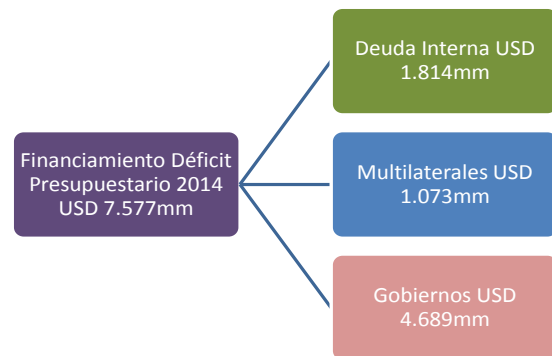 Financiamiento Déficit
Presupuestario 2014
USD 7.577mm
Deuda Interna USD
1.814mm
Multilaterales USD
1.073mm
Gobiernos USD
4.689mm